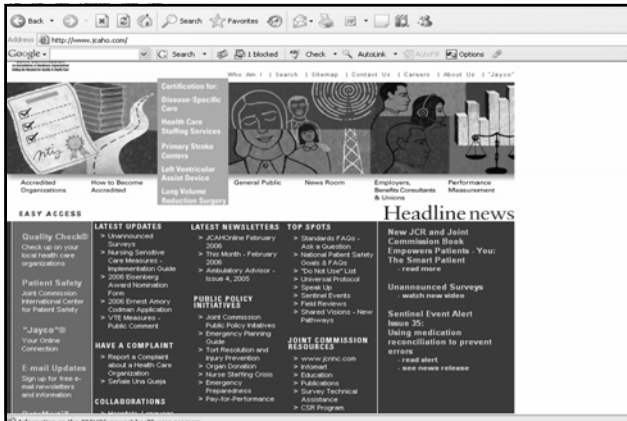 Back
Search
Favorites
Address http://www.jcaho.com/
Google
Search
1 blocked
Check
AutoLink
AutoFill
Options
Who Am I | Search | Sitemap | Contact Us | Careers | About Us | "Jayco"
Certification for:
Disease-Specific
Care
Health Care
Staffing Services
Primary Stroke
Centers
Left Ventricular
Assist Device
Lung Volume
Reduction Surgery
Accredited
Organizations
How to Become
Accredited
General Public
News Room
Employers,
Benefits Consultants
& Unions
Performance
Measurement
EASY ACCESS
Headline news
Quality Check®
Check up on your
local health care
organizations
Patient Safety
Joint Commission
International Center
for Patient Safety
"Jayco"®
Your Online
Connection
E-mail Updates
Sign up for free e-
mail newsletters
and information
LATEST UPDATES
> Unannounced
Surveys
> Nursing Sensitive
Care Measures -
Implementation Guide
> 2006 Eisenberg
Award Nomination
Form
> 2006 Ernest Amory
Codman Application
> VTE Measures -
Public Comment
HAVE A COMPLAINT
> Report a Complaint
about a Health Care
Organization
> Señale Una Queja
COLLABORATIONS
LATEST NEWSLETTERS
> JCAHOnline February
2006
> This Month - February
2006
> Ambulatory Advisor -
Issue 4, 2005
PUBLIC POLICY
INITIATIVES
> Joint Commission
Public Policy Initiatives
> Emergency Planning
Guide
> Tort Resolution and
Injury Prevention
> Organ Donation
> Nurse Staffing Crisis
> Emergency
Preparedness
> Pay-for-Performance
TOP SPOTS
> Standards FAQs -
Ask a Question
> National Patient Safety
Goals & FAQs
> "Do Not Use" List
> Universal Protocol
> Speak Up
> Sentinel Events
> Field Reviews
> Shared Visions - New
Pathways
JOINT COMMISSION
RESOURCES
> www.jcrinc.com
> Infomart
> Education
> Publications
> Survey Technical
Assistance
> CSR Program
New JCR and Joint
Commission Book
Empowers Patients - You:
The Smart Patient
- read more
Unannounced Surveys
- watch new video
Sentinel Event Alert
Issue 35:
Using medication
reconciliation to prevent
errors
- read alert
- see news release